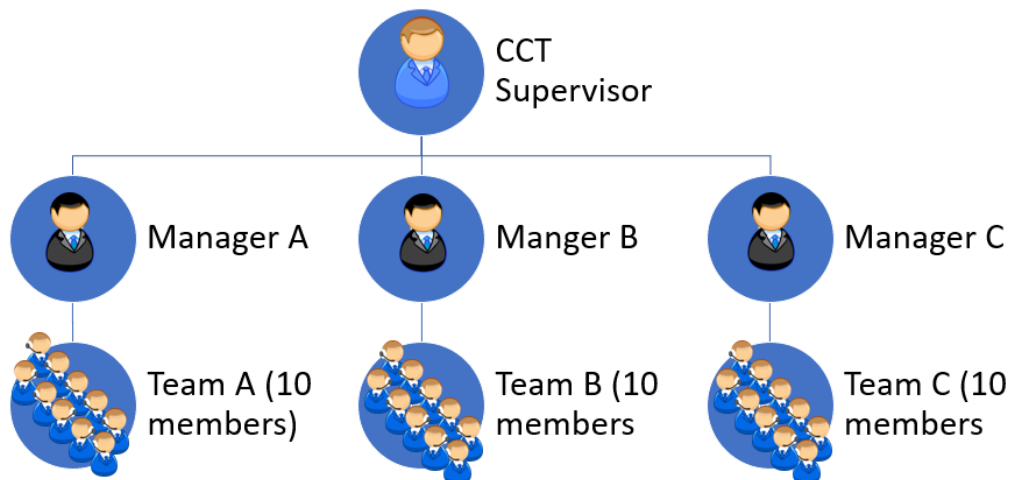 CCT
Supervisor
Manager A
Manger B
Manager C
Team A (10
members)
Team B (10
members
Team C (10
members